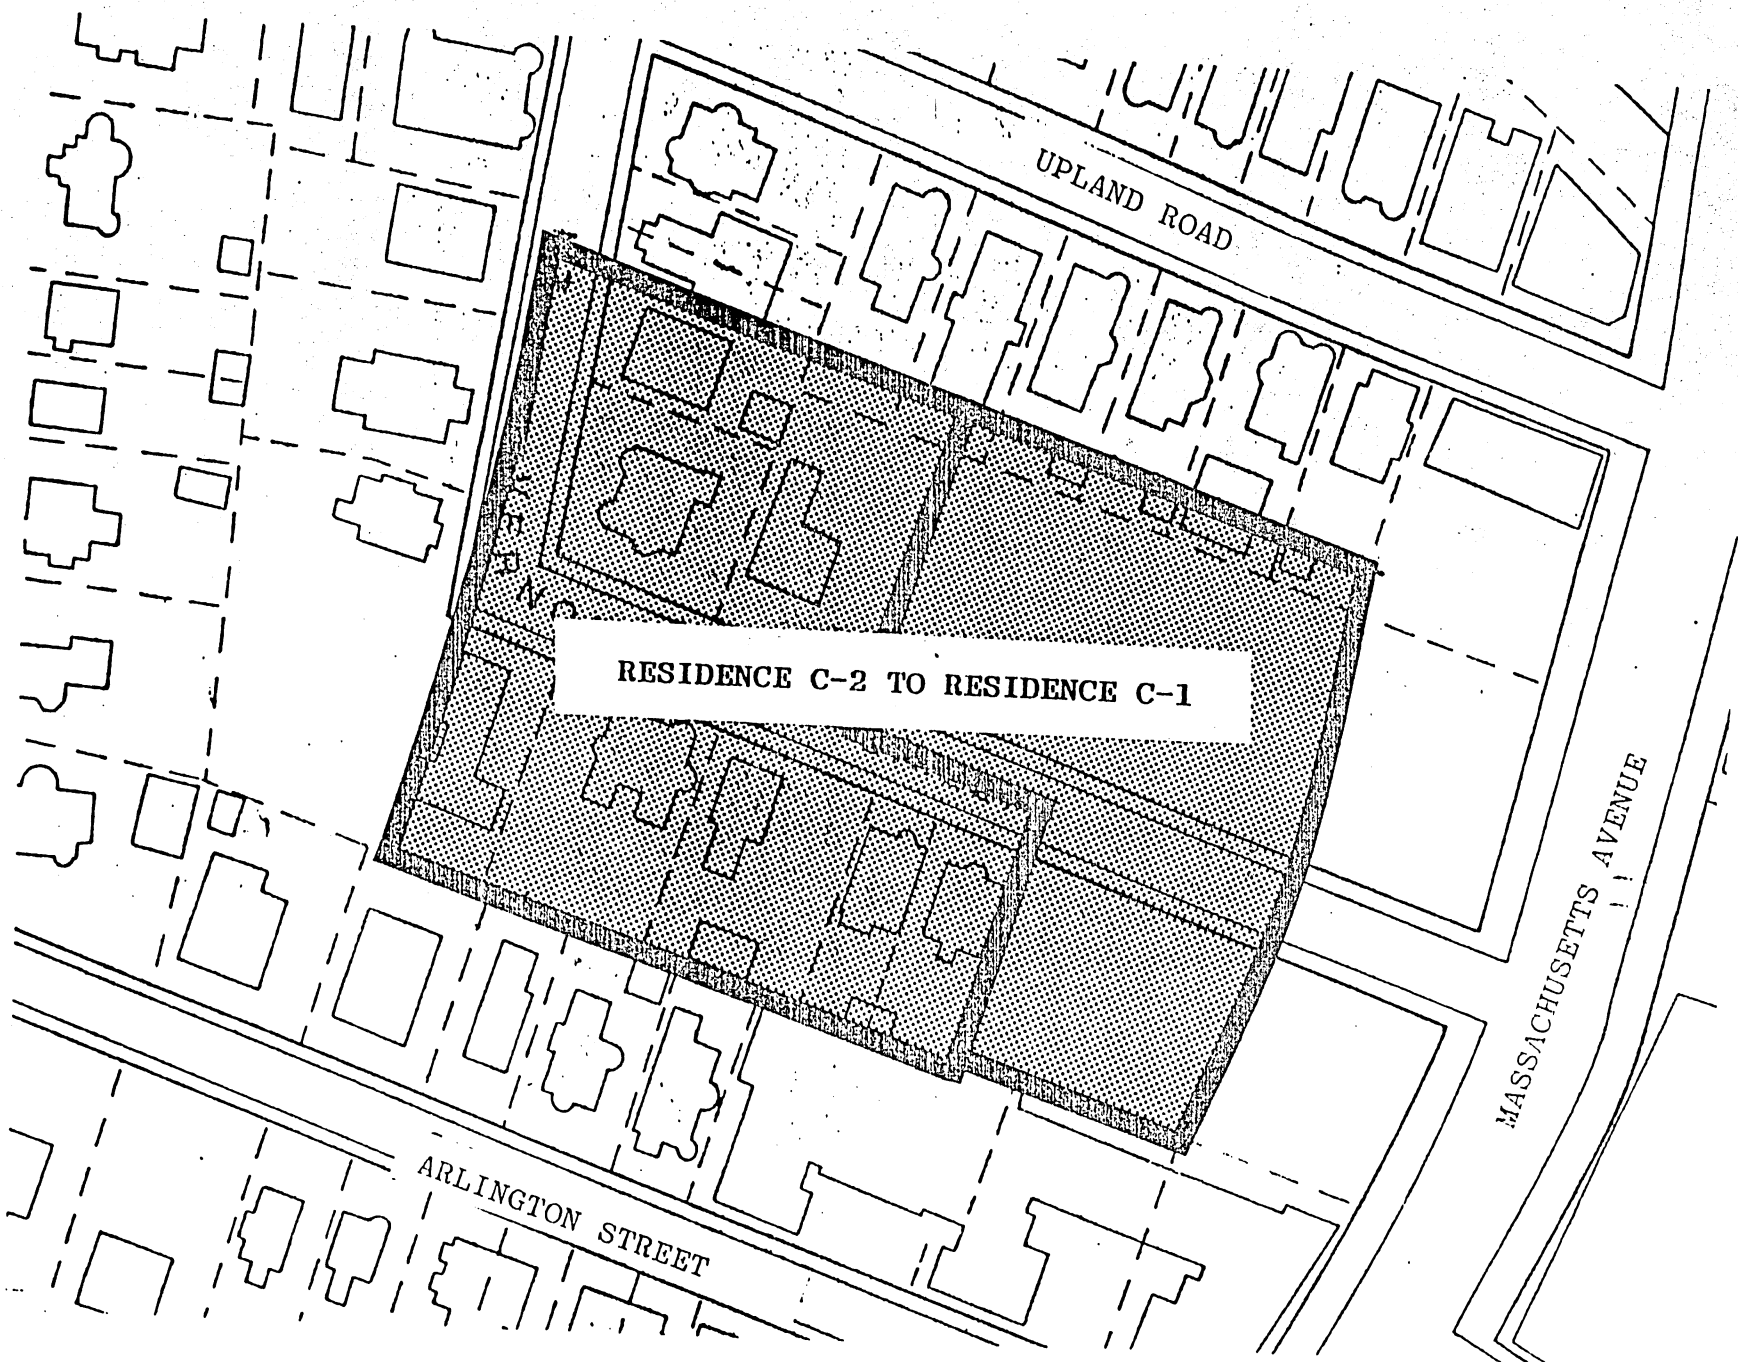 UPLAND ROAD
RESIDENCE C-2 TO RESIDENCE C-1
MASSACHUSETTS AVENUE
ARLINGTON STREET